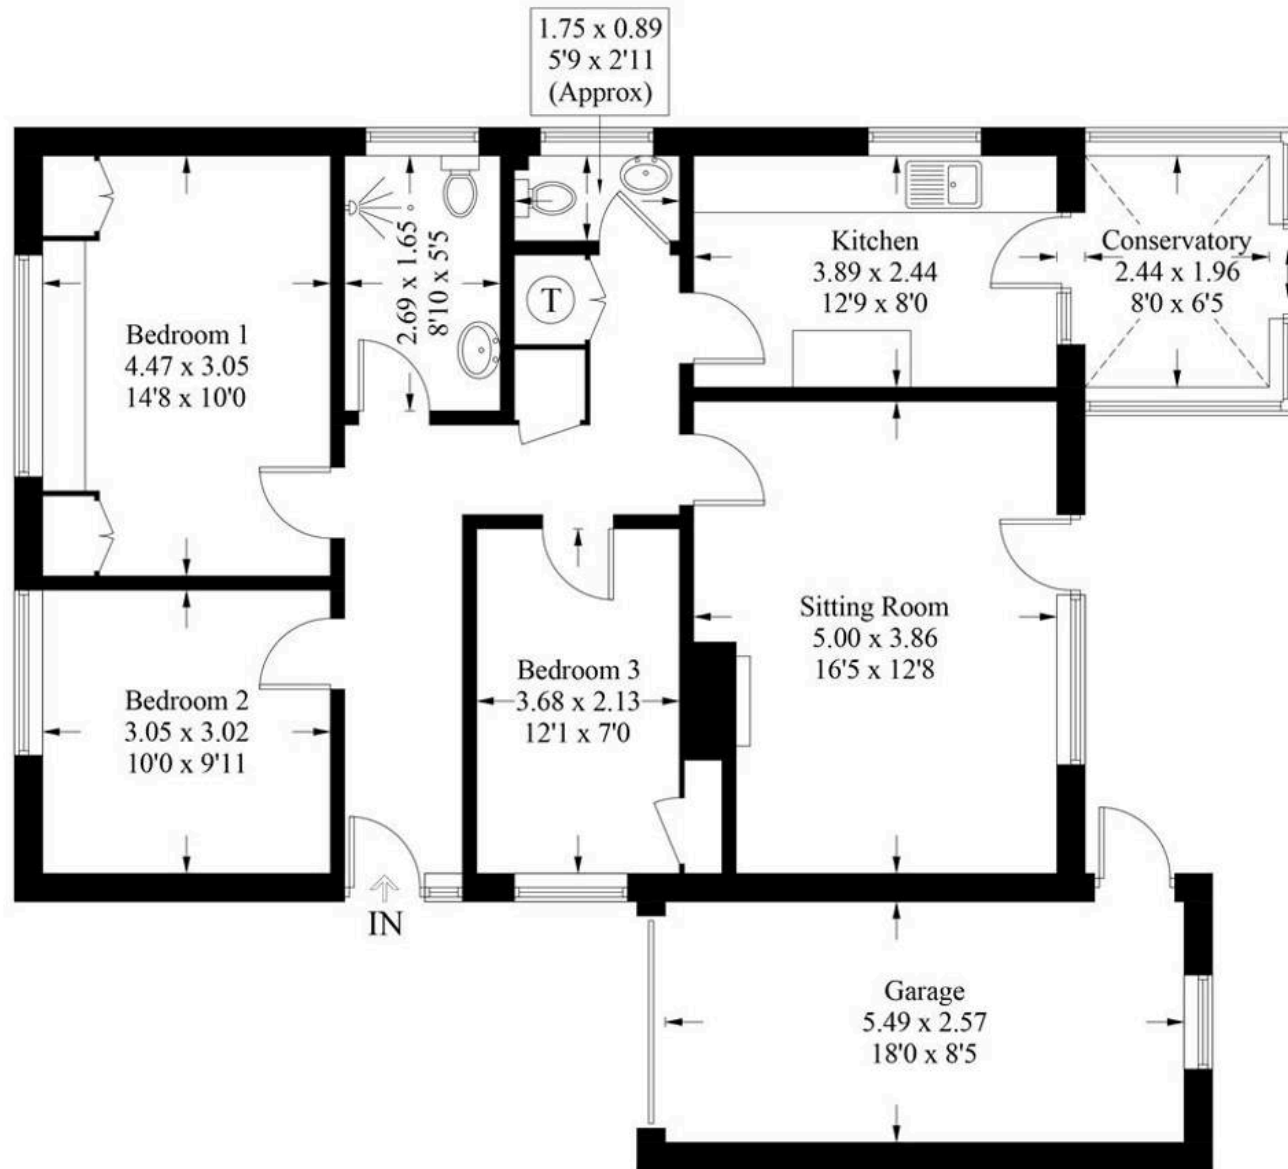 1.75 x 0.89
5'9 x 2'11
(Approx)
Bedroom 1
4.47 x 3.05
14'8 x 10'0
2.69 x 1.65
8'10 x 5'5
T
Kitchen
3.89 x 2.44
12'9 x 8'0
Conservatory
2.44 x 1.96
8'0 x 6'5
Bedroom 2
3.05 x 3.02
10'0 x 9'11
Bedroom 3
3.68 x 2.13
12'1 x 7'0
Sitting Room
5.00 x 3.86
16'5 x 12'8
IN
Garage
5.49 x 2.57
18'0 x 8'5